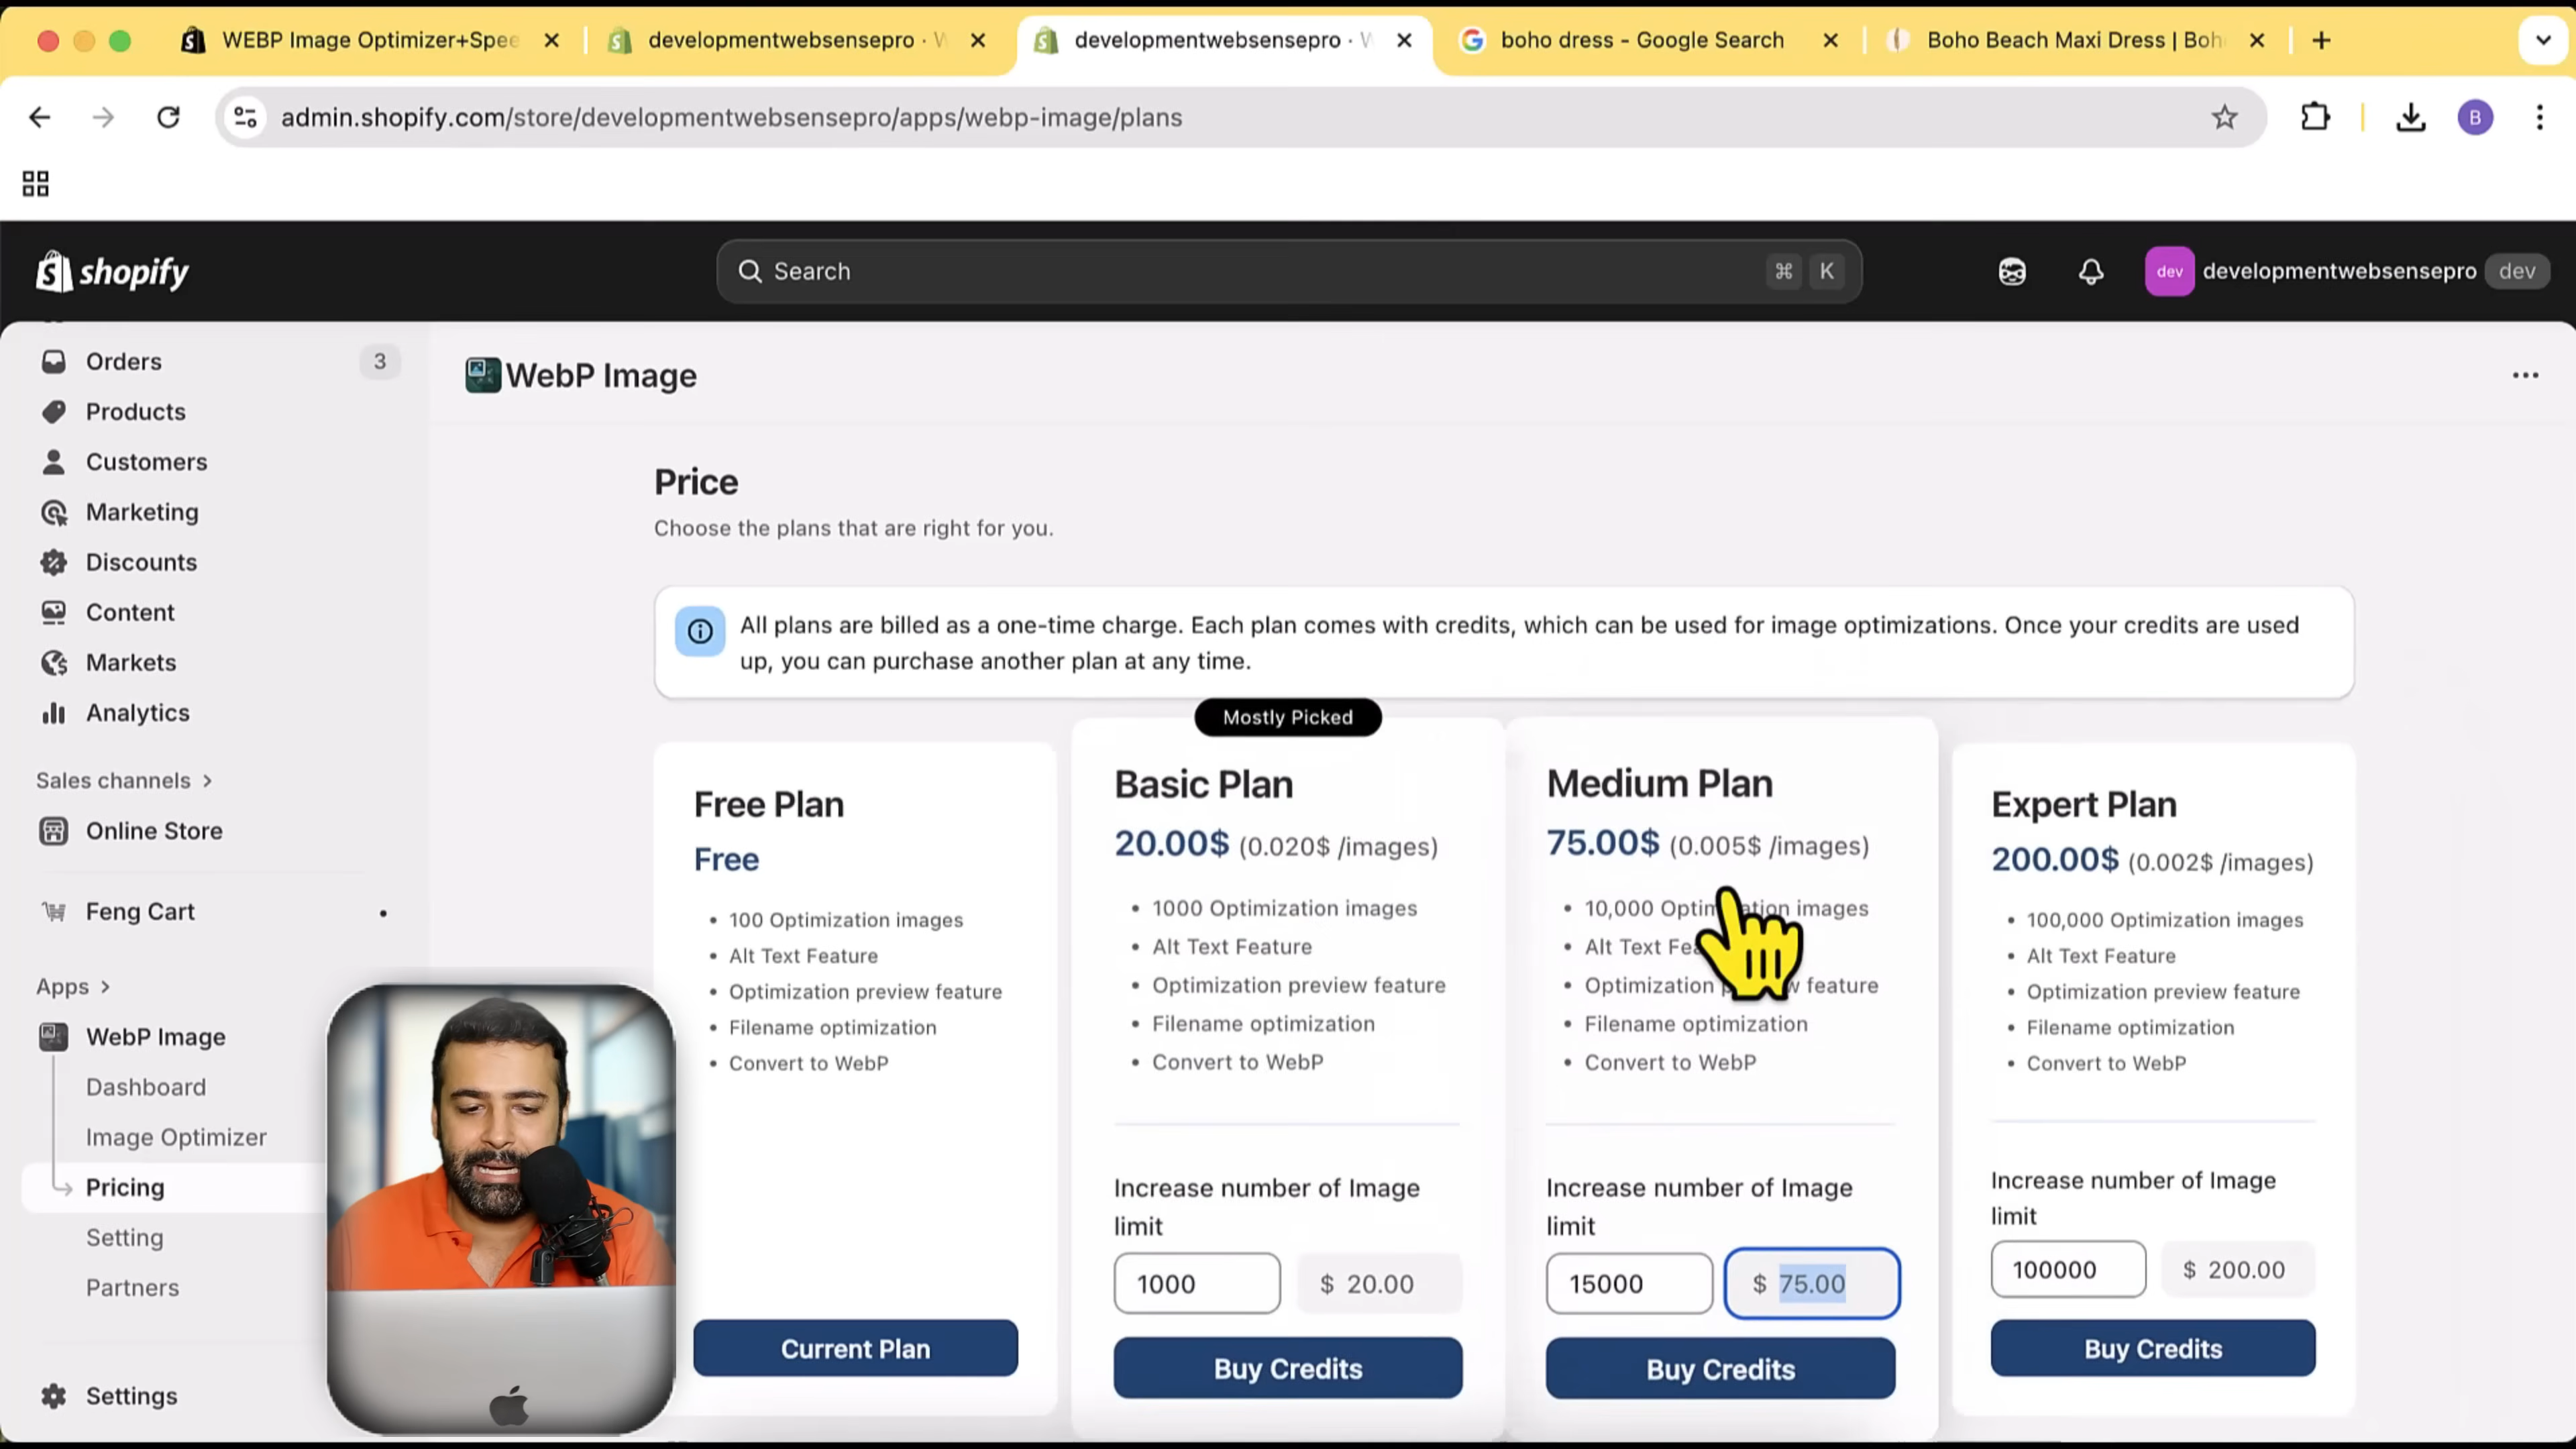 WEBP Image Optimizer+Spee
developmentwebsensepro · W
developmentwebsensepro · W
boho dress - Google Search
Boho Beach Maxi Dress | Boh
admin.shopify.com/store/developmentwebsensepro/apps/webp-image/plans
B
shopify
Search
⌘ K
dev
developmentwebsensepro
dev
Orders
3
Products
Customers
Marketing
Discounts
Content
Markets
Analytics
Sales channels
Online Store
Feng Cart
Apps
WebP Image
Dashboard
Image Optimizer
Pricing
Setting
Partners
Settings
WebP Image
Price
Choose the plans that are right for you.
All plans are billed as a one-time charge. Each plan comes with credits, which can be used for image optimizations. Once your credits are used
up, you can purchase another plan at any time.
Free Plan
Free
• 100 Optimization images
• Alt Text Feature
• Optimization preview feature
• Filename optimization
• Convert to WebP
Current Plan
Mostly Picked
Basic Plan
20.00$ (0.020$ /images)
• 1000 Optimization images
• Alt Text Feature
• Optimization preview feature
• Filename optimization
• Convert to WebP
Increase number of Image
limit
1000
$ 20.00
Buy Credits
Medium Plan
75.00$ (0.005$ /images)
• 10,000 Optimization images
• Alt Text Fea
• Optimization p w feature
• Filename optimization
• Convert to WebP
Increase number of Image
limit
15000
$ 75.00
Buy Credits
Expert Plan
200.00$ (0.002$ /images)
• 100,000 Optimization images
• Alt Text Feature
• Optimization preview feature
• Filename optimization
• Convert to WebP
Increase number of Image
limit
100000
$ 200.00
Buy Credits